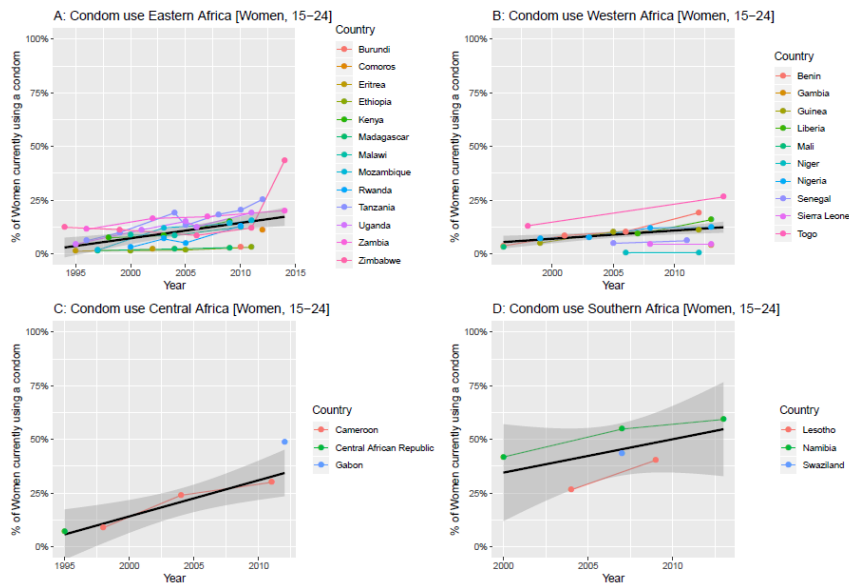 A: Condom use Eastern Africa [Women, 15−24]
% of Women currently using a condom
100%
75%
50%
25%
0%
1995
2000
2005
2010
2015
Year
Country
Burundi
Comoros
Eritrea
Ethiopia
Kenya
Madagascar
Malawi
Mozambique
Rwanda
Tanzania
Uganda
Zambia
Zimbabwe
B: Condom use Western Africa [Women, 15−24]
% of Women currently using a condom
100%
75%
50%
25%
0%
2000
2005
2010
Year
Country
Benin
Gambia
Guinea
Liberia
Mali
Niger
Nigeria
Senegal
Sierra Leone
Togo
C: Condom use Central Africa [Women, 15−24]
% of Women currently using a condom
100%
75%
50%
25%
0%
1995
2000
2005
2010
Year
Country
Cameroon
Central African Republic
Gabon
D: Condom use Southern Africa [Women, 15−24]
% of Women currently using a condom
100%
75%
50%
25%
0%
2000
2005
2010
Year
Country
Lesotho
Namibia
Swaziland